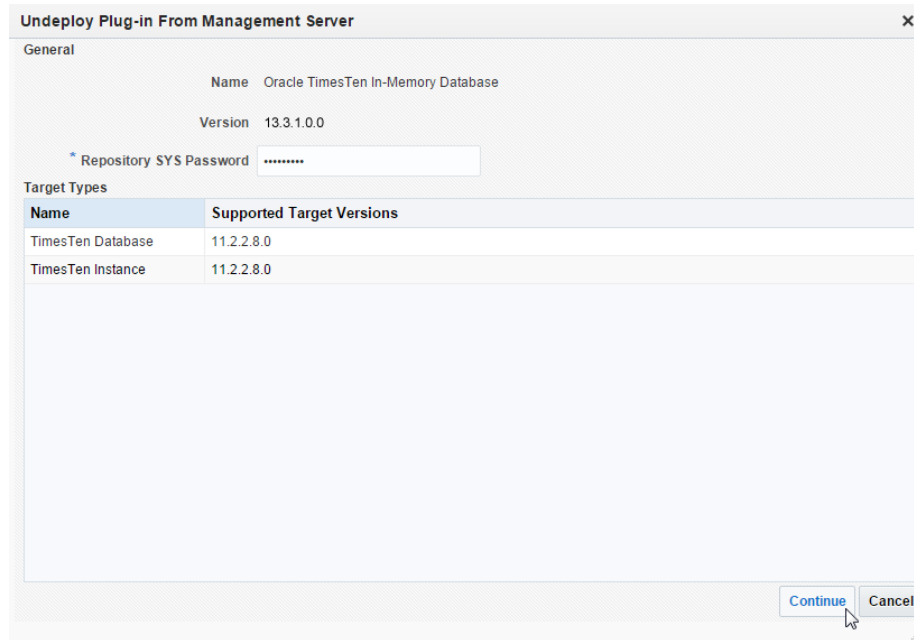 Undeploy Plug-in From Management Server
General
Name Oracle TimesTen In-Memory Database
Version 13.3.1.0.0
* Repository SYS Password •••••••••
Target Types
Name Supported Target Versions
TimesTen Database 11.2.2.8.0
TimesTen Instance 11.2.2.8.0
Continue Cancel